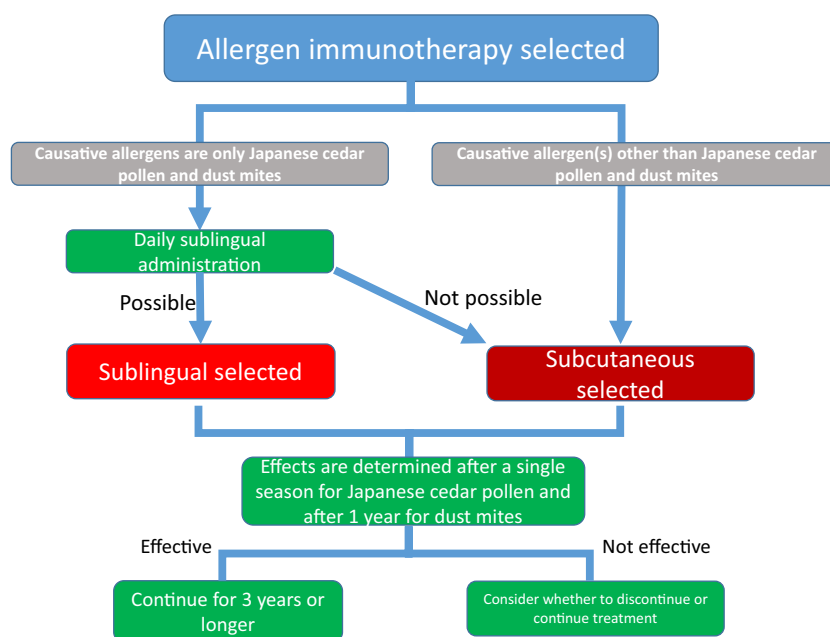 Allergen immunotherapy selected
Causative allergens are only Japanese cedar
pollen and dust mites
Causative allergen(s) other than Japanese cedar
pollen and dust mites
Daily sublingual
administration
Possible
Not possible
Sublingual selected
Subcutaneous
selected
Effects are determined after a single
season for Japanese cedar pollen and
after 1 year for dust mites
Effective
Not effective
Continue for 3 years or
longer
Consider whether to discontinue or
continue treatment